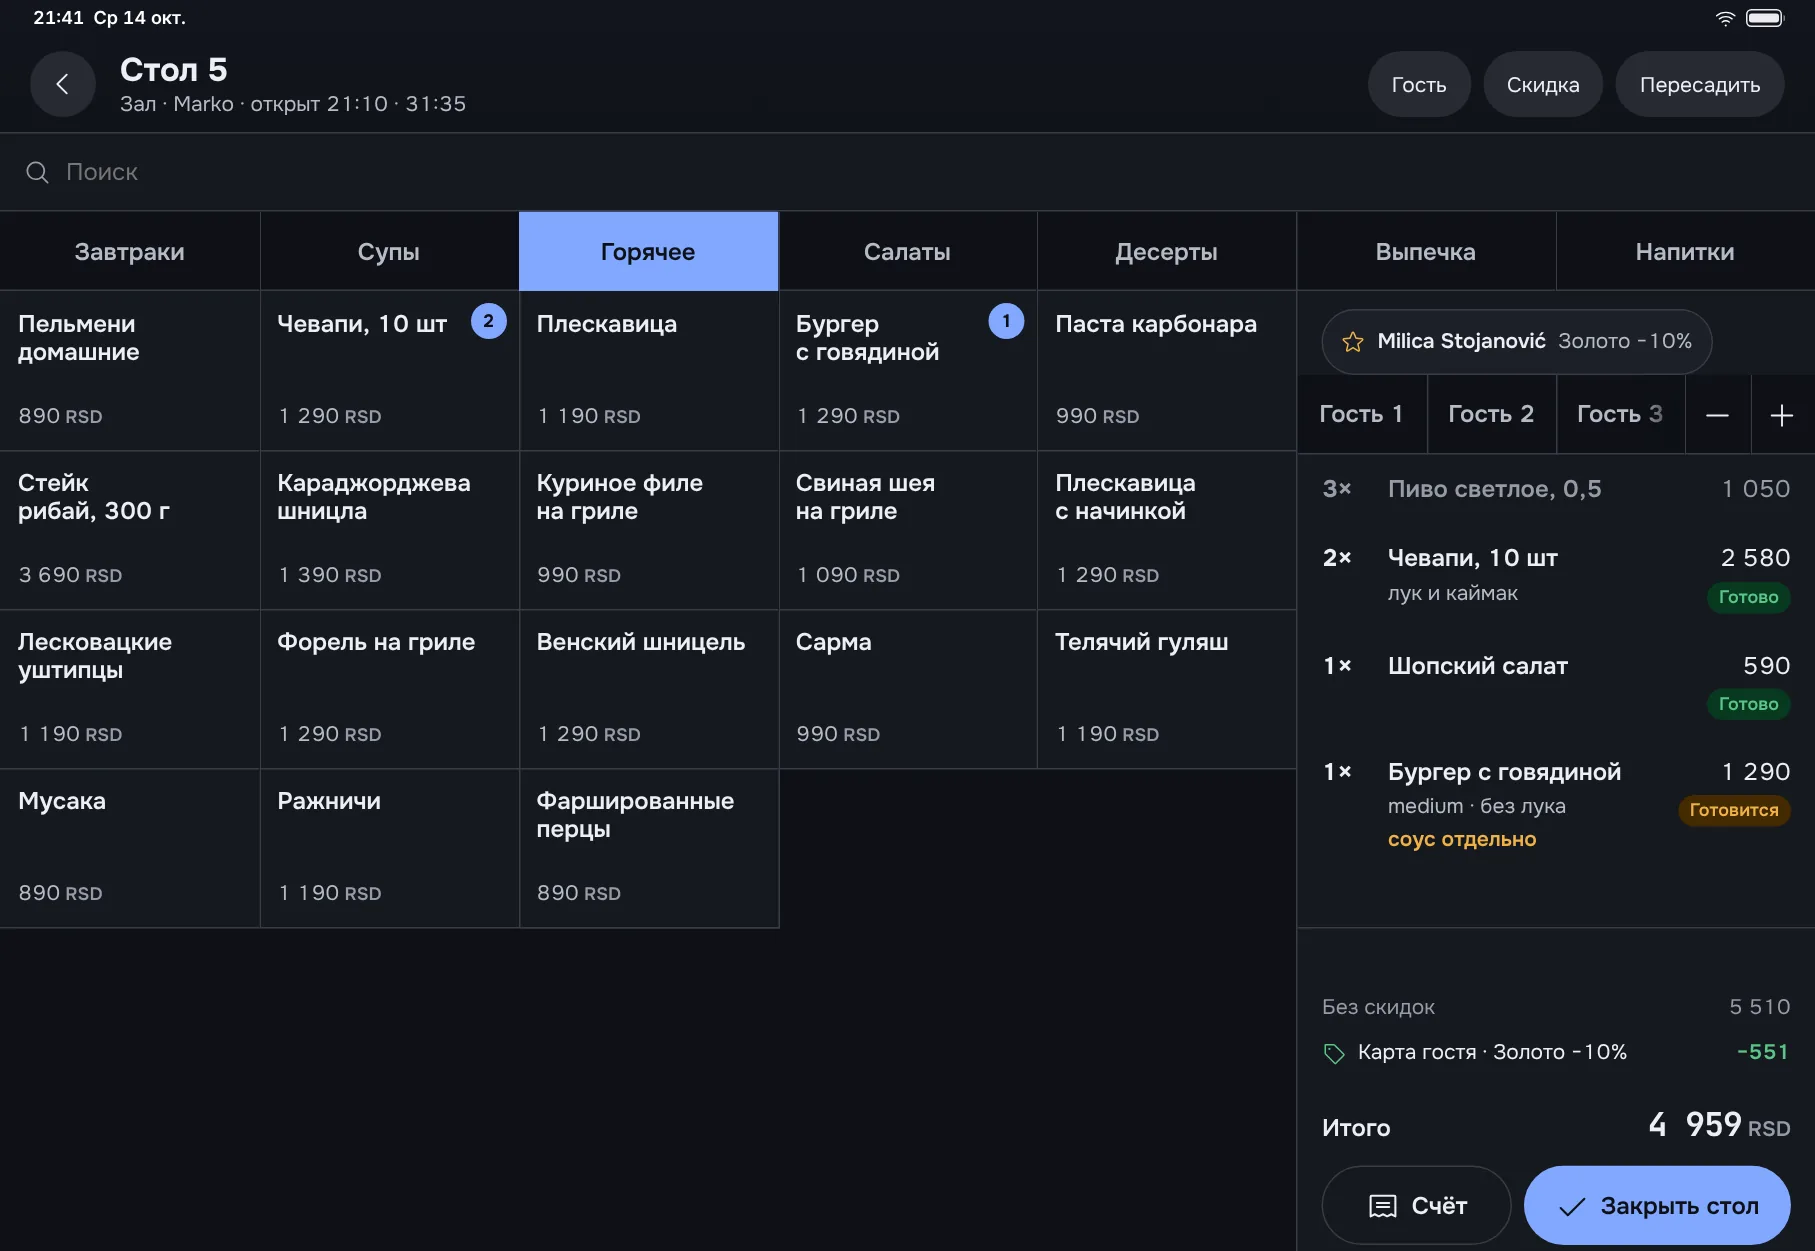 21:41 Ср 14 окт.
Стол 5
Зал · Marko · открыт 21:10 · 31:35
Гость
Скидка
Пересадить
Поиск
Завтраки
Супы
Горячее
Салаты
Десерты
Выпечка
Напитки
Пельмени
домашние
890 RSD
Чевапи, 10 шт
2
1 290 RSD
Плескавица
1 190 RSD
Бургер
с говядиной
1
1 290 RSD
Паста карбонара
990 RSD
Стейк
рибай, 300 г
3 690 RSD
Караджорджева
шницла
1 390 RSD
Куриное филе
на гриле
990 RSD
Свиная шея
на гриле
1 090 RSD
Плескавица
с начинкой
1 290 RSD
Лесковацкие
уштипцы
1 190 RSD
Форель на гриле
1 290 RSD
Венский шницель
1 290 RSD
Сарма
990 RSD
Телячий гуляш
1 190 RSD
Мусака
890 RSD
Ражничи
1 190 RSD
Фаршированные
перцы
890 RSD
Milica Stojanović Золото −10%
Гость 1
Гость 2
Гость 3
3× Пиво светлое, 0,5 1 050
2× Чевапи, 10 шт 2 580
лук и каймак
Готово
1× Шопский салат 590
Готово
1× Бургер с говядиной 1 290
medium · без лука
Готовится
соус отдельно
Без скидок 5 510
Карта гостя · Золото −10% −551
Итого 4 959 RSD
Счёт
Закрыть стол